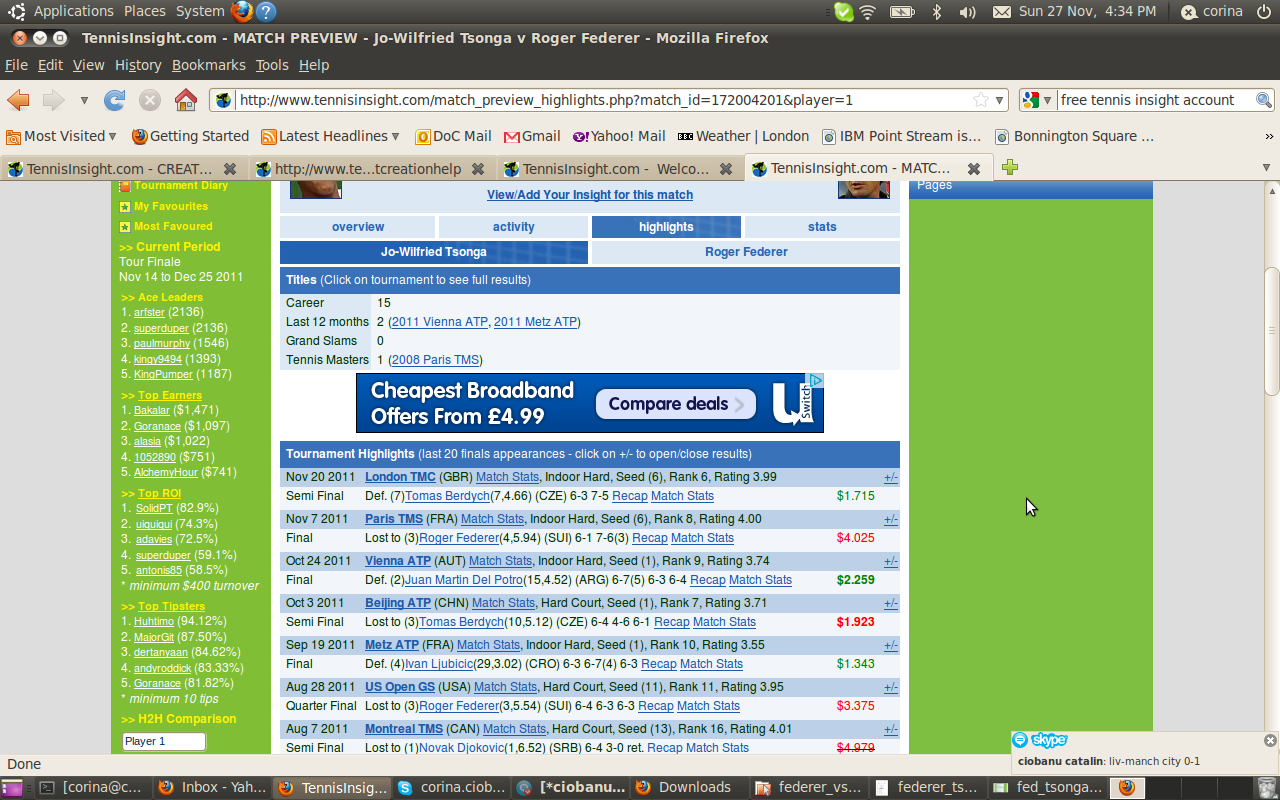 Applications Places System Sun 27 Nov, 4:34 PM corina
TennisInsight.com - MATCH PREVIEW - Jo-Wilfried Tsonga v Roger Federer - Mozilla Firefox
File Edit View History Bookmarks Tools Help
http://www.tennisinsight.com/match_preview_highlights.php?match_id=172004201&player=1 free tennis insight account
Most Visited Getting Started Latest Headlines DoC Mail Gmail Yahoo! Mail BBC Weather | London IBM Point Stream is... Bonnington Square ... »
TennisInsight.com - CREAT... http://www.te...tcreationhelp TennisInsight.com - Welco... TennisInsight.com - MATC...
Tournament Diary
My Favourites
Most Favoured
>> Current Period
Tour Finale
Nov 14 to Dec 25 2011
>> Ace Leaders
1. arfster (2136)
2. superduper (2136)
3. paulmurphy (1546)
4. kingy9494 (1393)
5. KingPumper (1187)
>> Top Earners
1. Bakalar ($1,471)
2. Goranace ($1,097)
3. alasia ($1,022)
4. 1052890 ($751)
5. AlchemyHour ($741)
>> Top ROI
1. SolidPT (82.9%)
2. uiquiqui (74.3%)
3. adavies (72.5%)
4. superduper (59.1%)
5. antonis85 (58.5%)
* minimum $400 turnover
>> Top Tipsters
1. Huhtimo (94.12%)
2. MajorGit (87.50%)
3. dertanyaan (84.62%)
4. andyroddick (83.33%)
5. Goranace (81.82%)
* minimum 10 tips
>> H2H Comparison
Player 1
View/Add Your Insight for this match
overview activity highlights stats
Jo-Wilfried Tsonga Roger Federer
Titles (Click on tournament to see full results)
Career 15
Last 12 months 2 (2011 Vienna ATP, 2011 Metz ATP)
Grand Slams 0
Tennis Masters 1 (2008 Paris TMS)
Cheapest Broadband
Offers From £4.99
Compare deals
U Switch
Tournament Highlights (last 20 finals appearances - click on +/- to open/close results)
Nov 20 2011 London TMC (GBR) Match Stats, Indoor Hard, Seed (6), Rank 6, Rating 3.99 +/-
Semi Final Def. (7)Tomas Berdych(7,4.66) (CZE) 6-3 7-5 Recap Match Stats $1.715
Nov 7 2011 Paris TMS (FRA) Match Stats, Indoor Hard, Seed (6), Rank 8, Rating 4.00 +/-
Final Lost to (3)Roger Federer(4,5.94) (SUI) 6-1 7-6(3) Recap Match Stats $4.025
Oct 24 2011 Vienna ATP (AUT) Match Stats, Indoor Hard, Seed (1), Rank 9, Rating 3.74 +/-
Final Def. (2)Juan Martin Del Potro(15,4.52) (ARG) 6-7(5) 6-3 6-4 Recap Match Stats $2.259
Oct 3 2011 Beijing ATP (CHN) Match Stats, Hard Court, Seed (1), Rank 7, Rating 3.71 +/-
Semi Final Lost to (3)Tomas Berdych(10,5.12) (CZE) 6-4 4-6 6-1 Recap Match Stats $1.923
Sep 19 2011 Metz ATP (FRA) Match Stats, Indoor Hard, Seed (1), Rank 10, Rating 3.55 +/-
Final Def. (4)Ivan Ljubicic(29,3.02) (CRO) 6-3 6-7(4) 6-3 Recap Match Stats $1.343
Aug 28 2011 US Open GS (USA) Match Stats, Hard Court, Seed (11), Rank 11, Rating 3.95 +/-
Quarter Final Lost to (3)Roger Federer(3,5.54) (SUI) 6-4 6-3 6-3 Recap Match Stats $3.375
Aug 7 2011 Montreal TMS (CAN) Match Stats, Hard Court, Seed (13), Rank 16, Rating 4.01 +/-
Semi Final Lost to (1)Novak Djokovic(1,6.52) (SRB) 6-4 3-0 ret. Recap Match Stats $4.979
Pages
skype
ciobanu catalin: liv-manch city 0-1
Done
[corina@c... Inbox - Yah... TennisInsig... corina.ciob... [*ciobanu... Downloads federer_vs... federer_ts... fed_tsonga...